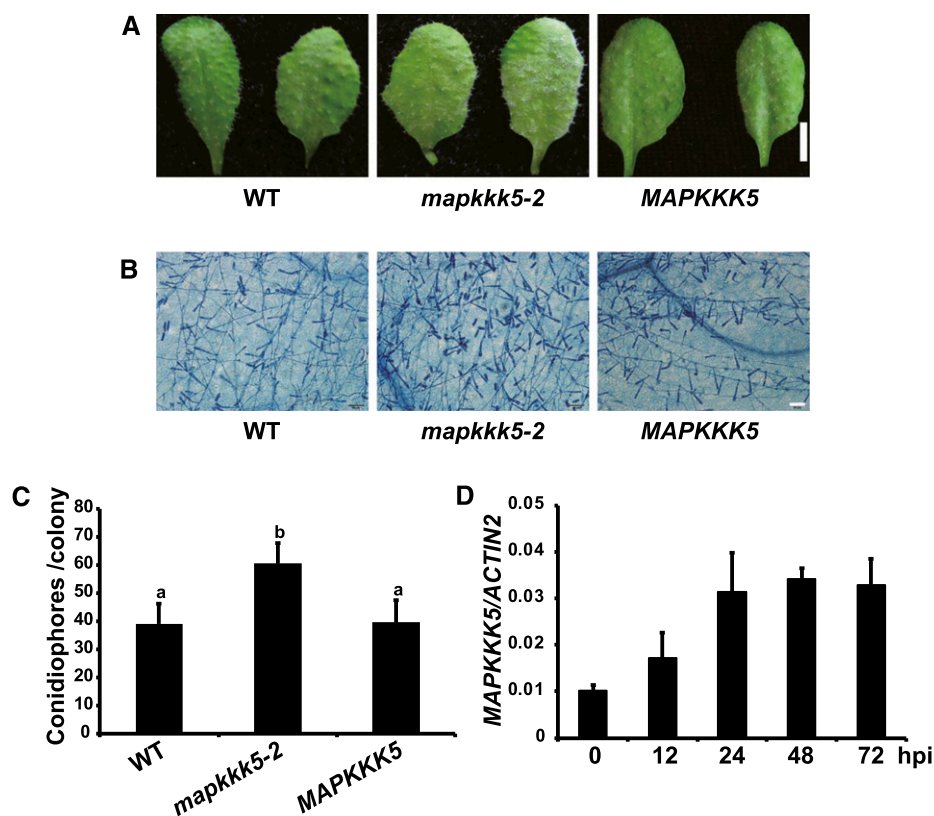 A
WT mapkkk5-2 MAPKKK5
B
WT mapkkk5-2 MAPKKK5
C
Conidiophores /colony
80
70
60
50
40
30
20
10
0
a b a
WT mapkkk5-2 MAPKKK5
D
MAPKKK5/ACTIN2
0.05
0.04
0.03
0.02
0.01
0
0 12 24 48 72 hpi